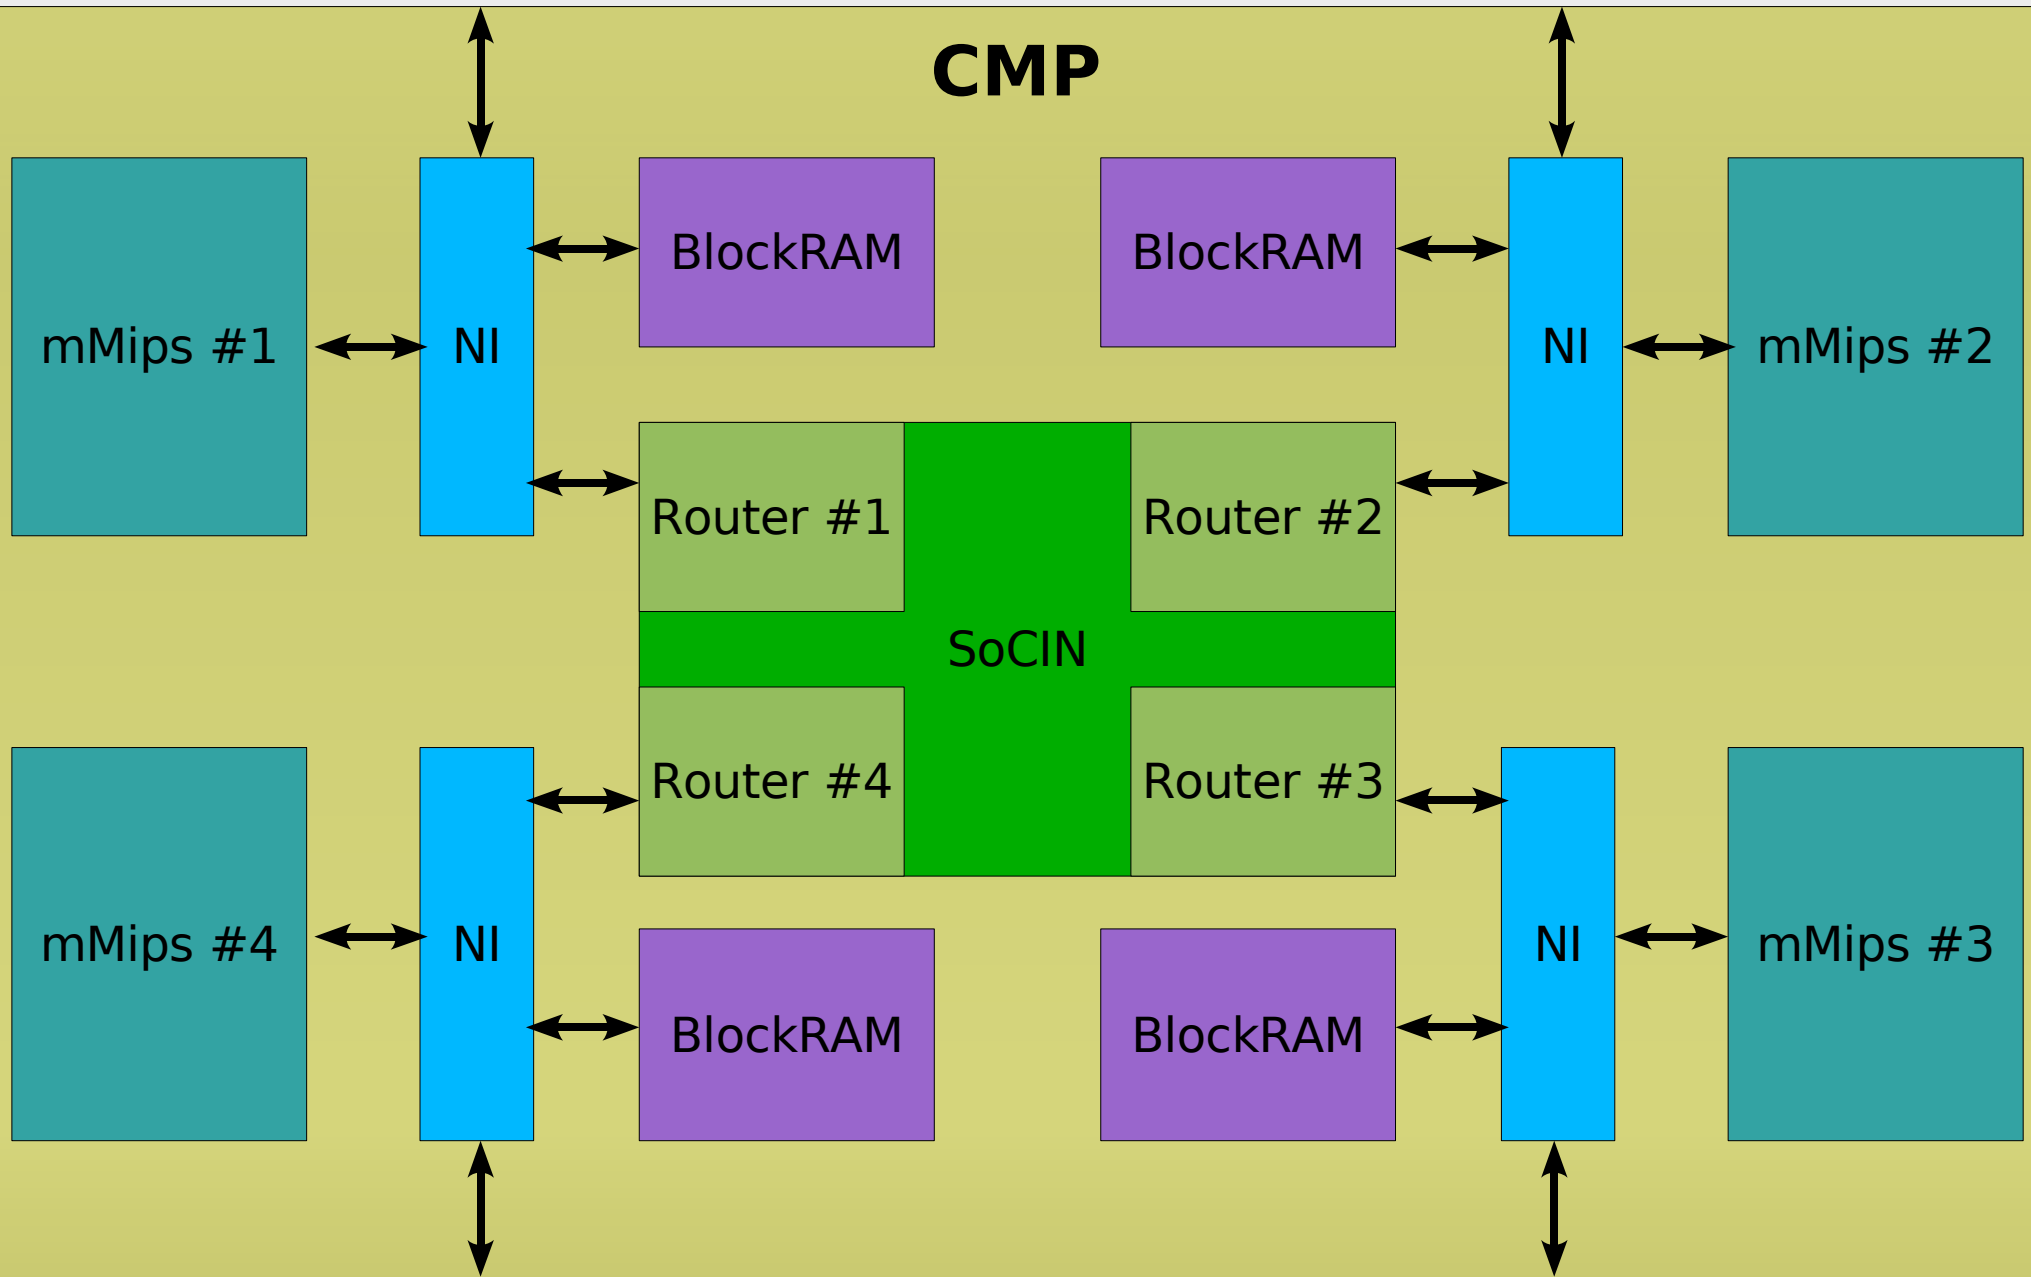 CMP
mMips #1
NI
BlockRAM
BlockRAM
NI
mMips #2
Router #1
Router #2
SoCIN
Router #4
Router #3
mMips #4
NI
BlockRAM
BlockRAM
NI
mMips #3